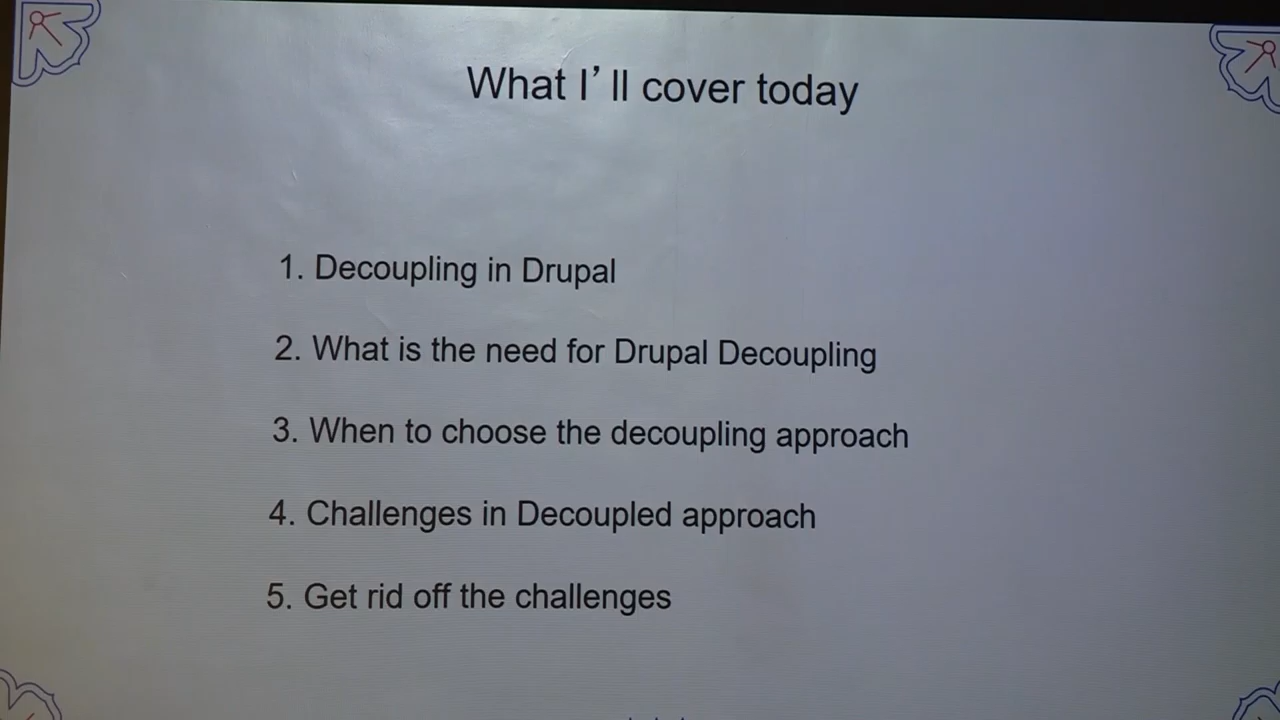 What I’ll cover today
1. Decoupling in Drupal
2. What is the need for Drupal Decoupling
3. When to choose the decoupling approach
4. Challenges in Decoupled approach
5. Get rid off the challenges